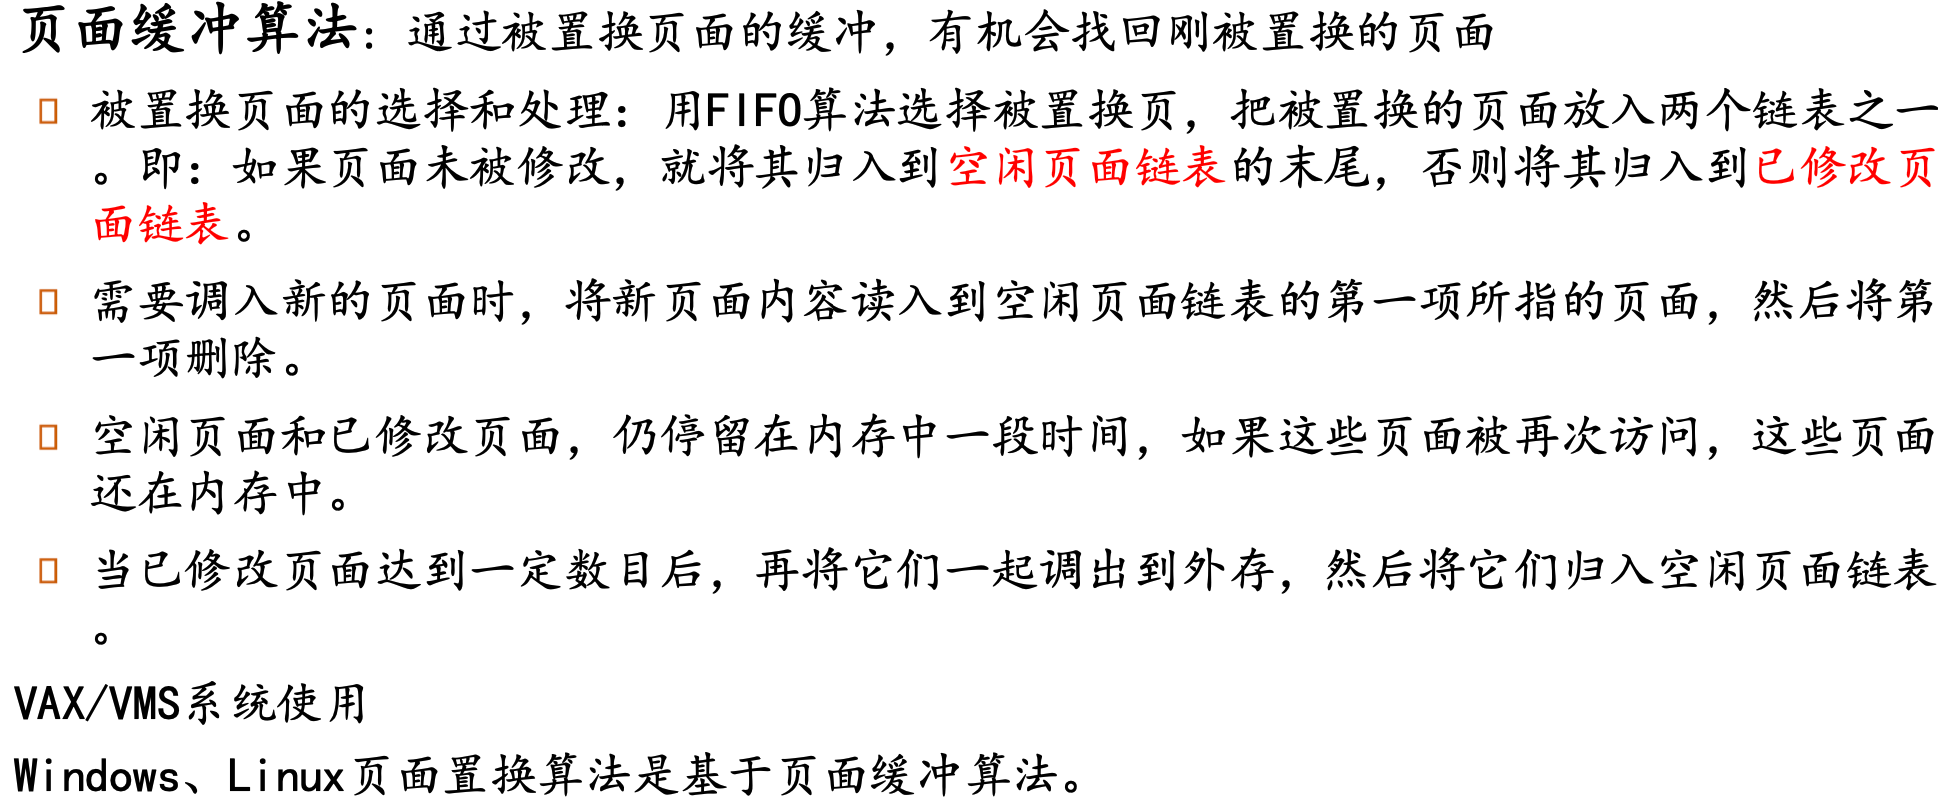 页面缓冲算法：通过被置换页面的缓冲，有机会找回刚被置换的页面
被置换页面的选择和处理：用FIFO算法选择被置换页，把被置换的页面放入两个链表之一
。即：如果页面未被修改，就将其归入到空闲页面链表的末尾，否则将其归入到已修改页
面链表。
需要调入新的页面时，将新页面内容读入到空闲页面链表的第一项所指的页面，然后将第
一项删除。
空闲页面和已修改页面，仍停留在内存中一段时间，如果这些页面被再次访问，这些页面
还在内存中。
当已修改页面达到一定数目后，再将它们一起调出到外存，然后将它们归入空闲页面链表
。
VAX/VMS系统使用
Windows、Linux页面置换算法是基于页面缓冲算法。